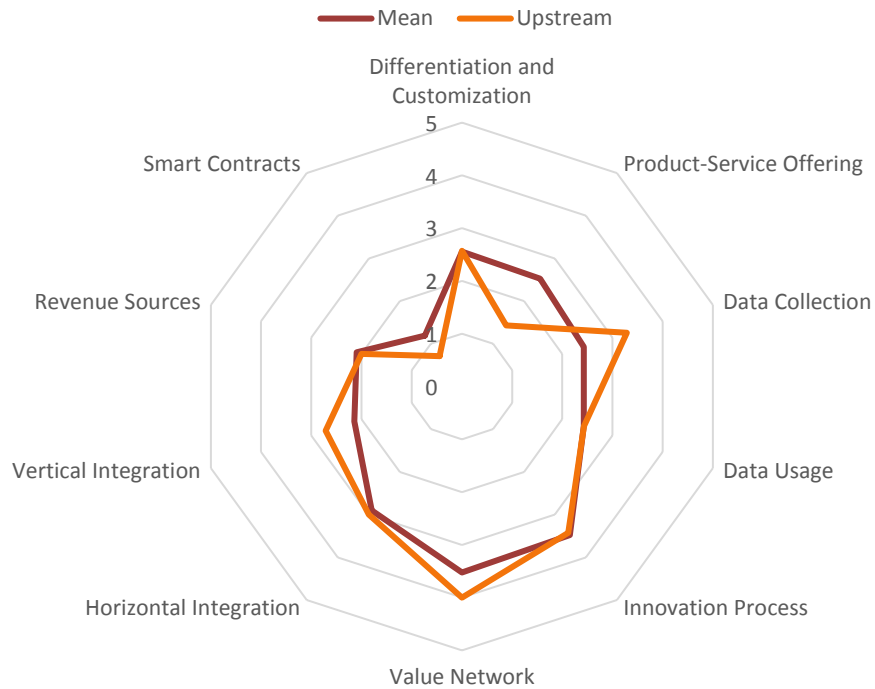 Mean
Upstream
Differentiation and
Customization
5
4
3
2
1
0
Smart Contracts
Product-Service Offering
Revenue Sources
Data Collection
Vertical Integration
Data Usage
Horizontal Integration
Innovation Process
Value Network